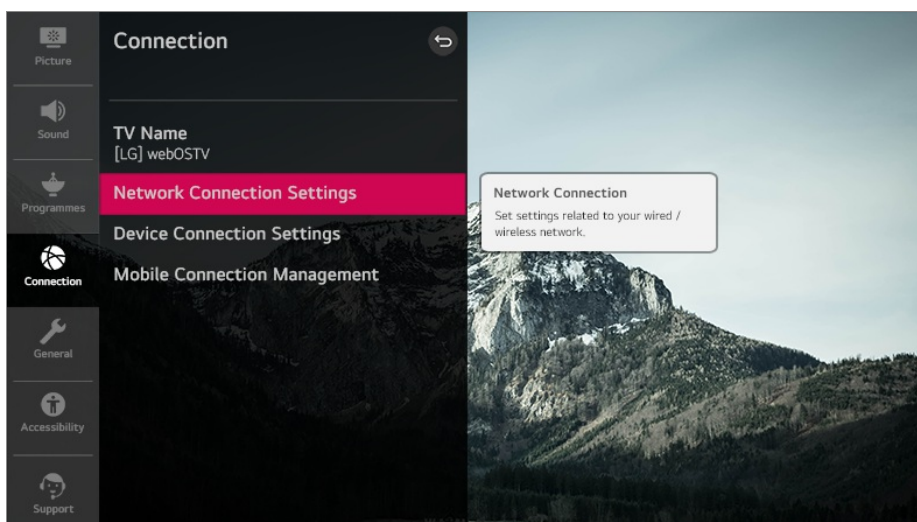 Picture
Sound
Programmes
Connection
General
Accessibility
Support
Connection
TV Name
[LG] webOSTV
Network Connection Settings
Device Connection Settings
Mobile Connection Management
Network Connection
Set settings related to your wired /
wireless network.